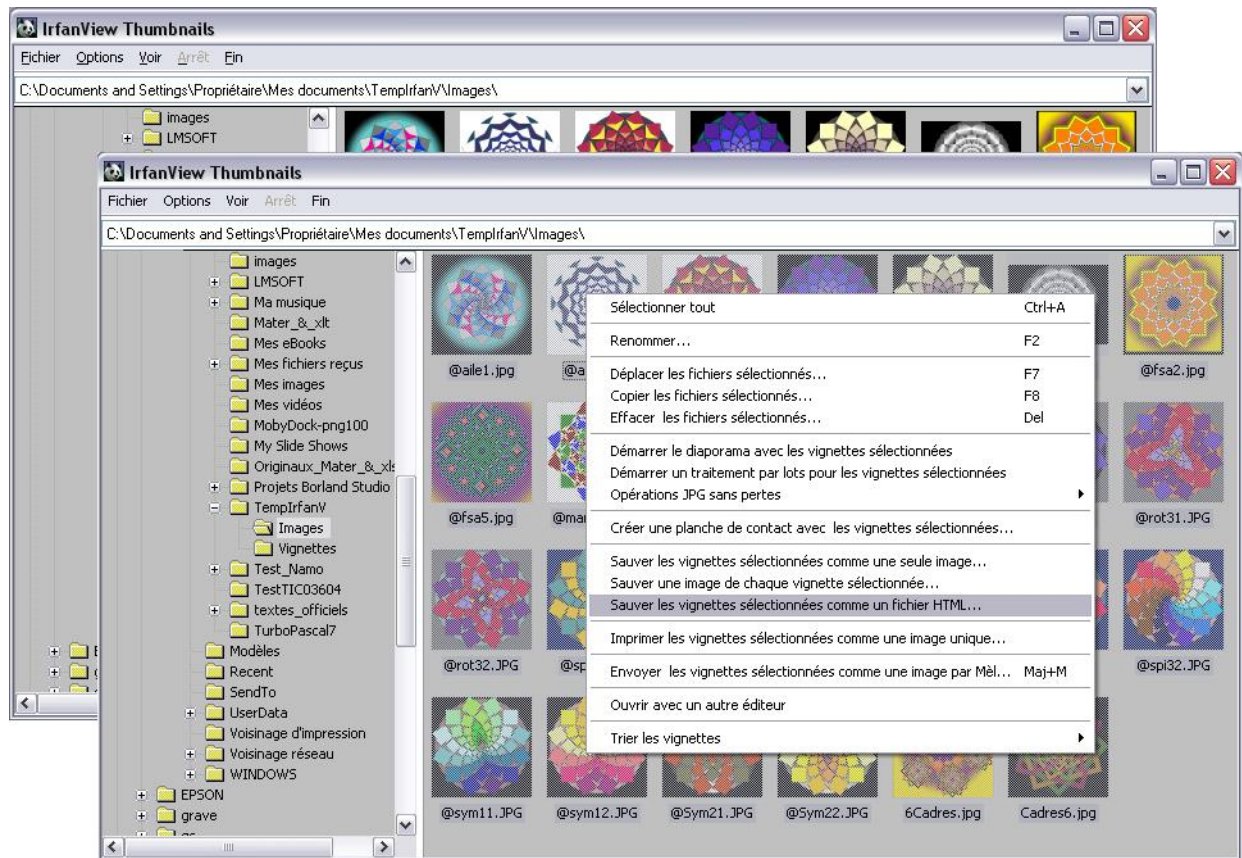 IrfanView Thumbnails
Fichier Options Voir Arrêt Fin
C:\Documents and Settings\Propriétaire\Mes documents\TempIrfanV\Images\
images
LMSOFT
IrfanView Thumbnails
Fichier Options Voir Arrêt Fin
C:\Documents and Settings\Propriétaire\Mes documents\TempIrfanV\Images\
images
LMSOFT
Ma musique
Mater_&_xlt
Mes eBooks
Mes fichiers reçus
Mes images
Mes vidéos
MobyDock-png100
My Slide Shows
Originaux_Mater_&_xls
Projets Borland Studio
TempIrfanV
Images
Vignettes
Test_Namo
TestTIC03604
textes_officiels
TurboPascal7
Modèles
Recent
SendTo
UserData
Voisinage d'impression
Voisinage réseau
WINDOWS
EPSON
grave
@aile1.jpg @a @fsa2.jpg
@fsa5.jpg @mar @rot31.JPG
@rot32.JPG @sp @spi32.JPG
@sym11.JPG @sym12.JPG @Sym21.JPG @Sym22.JPG 6Cadres.jpg Cadres6.jpg
Sélectionner tout Ctrl+A
Renommer... F2
Déplacer les fichiers sélectionnés... F7
Copier les fichiers sélectionnés... F8
Effacer les fichiers sélectionnés... Del
Démarrer le diaporama avec les vignettes sélectionnées
Démarrer un traitement par lots pour les vignettes sélectionnées
Opérations JPG sans pertes
Créer une planche de contact avec les vignettes sélectionnées...
Sauver les vignettes sélectionnées comme une seule image...
Sauver une image de chaque vignette sélectionnée...
Sauver les vignettes sélectionnées comme un fichier HTML...
Imprimer les vignettes sélectionnées comme une image unique...
Envoyer les vignettes sélectionnées comme une image par Mèl... Maj+M
Ouvrir avec un autre éditeur
Trier les vignettes